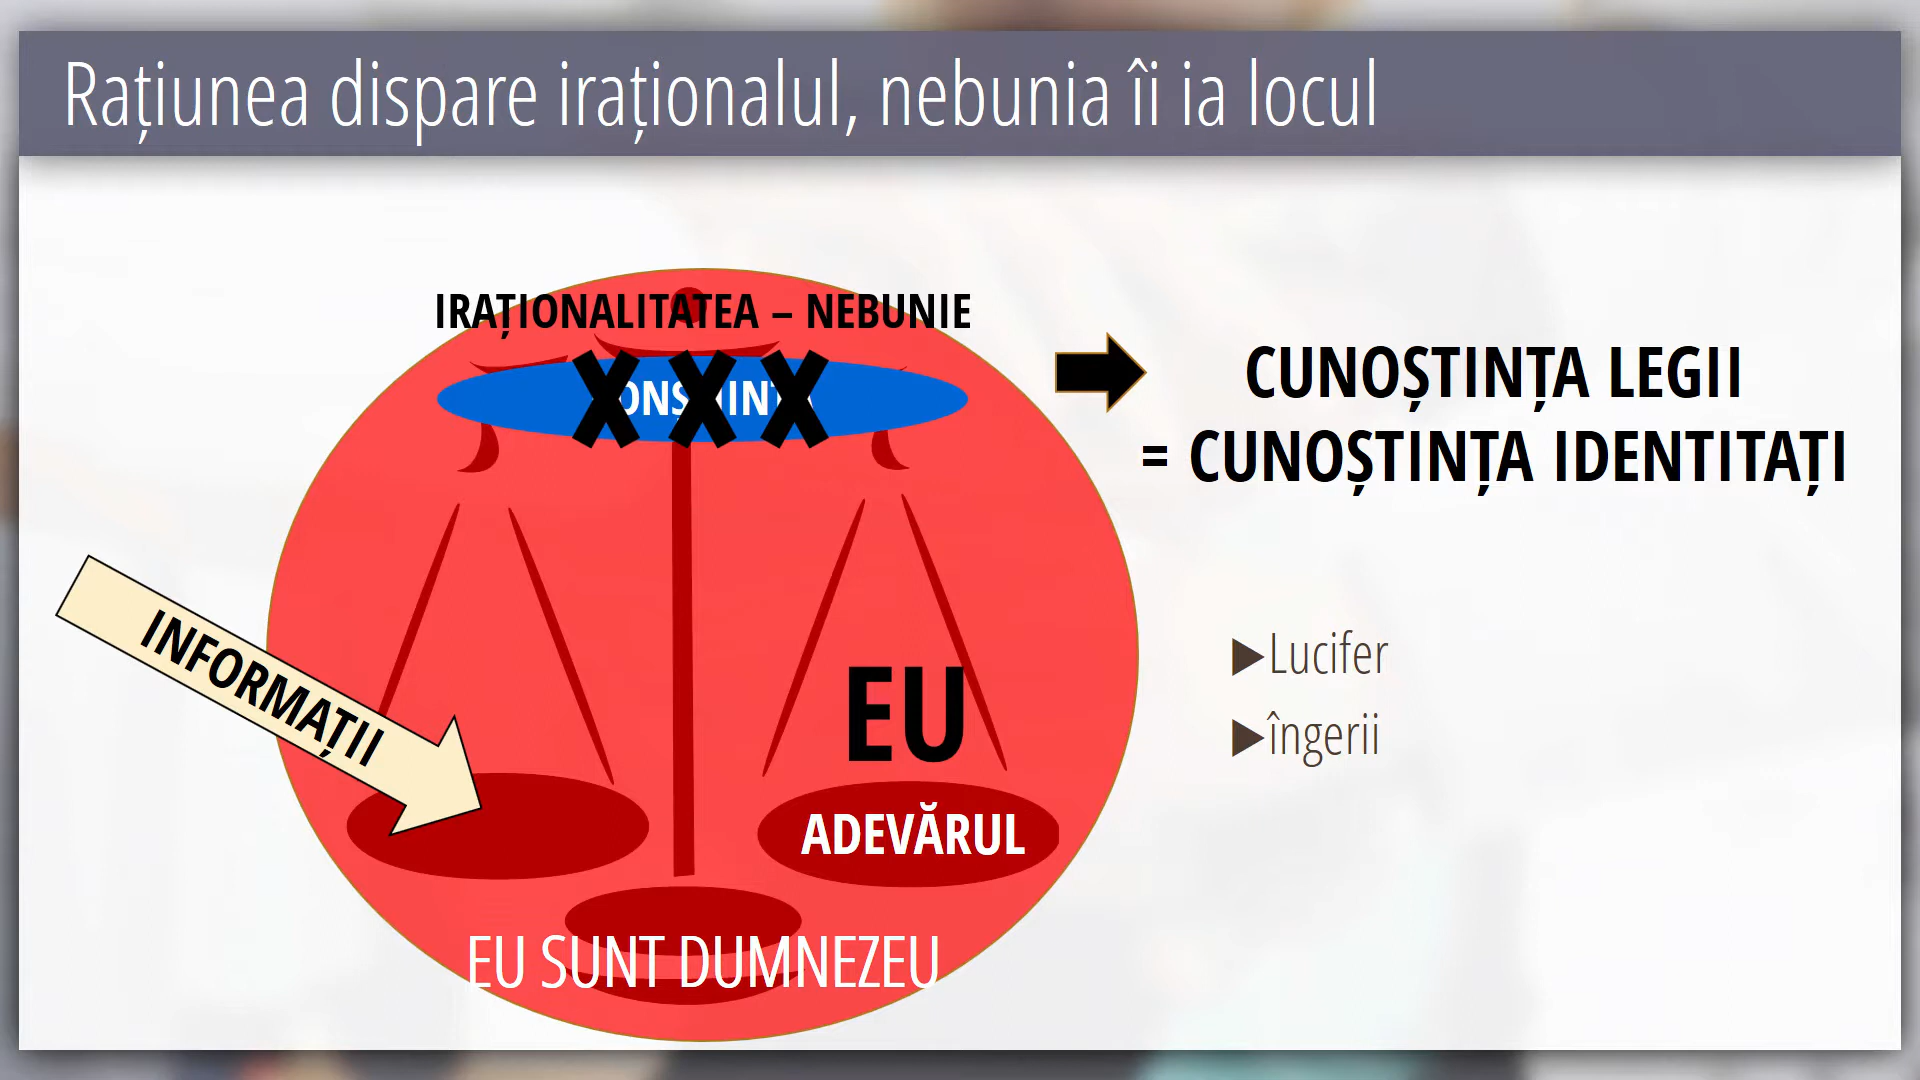 Rațiunea dispare iraționalul, nebunia îi ia locul
IRAȚIONALITATEA – NEBUNIE
CUNOȘTINȚA LEGII
= CUNOȘTINȚA IDENTITAȚI
INFORMAȚII
EU
ADEVĂRUL
EU SUNT DUMNEZEU
Lucifer
îngerii